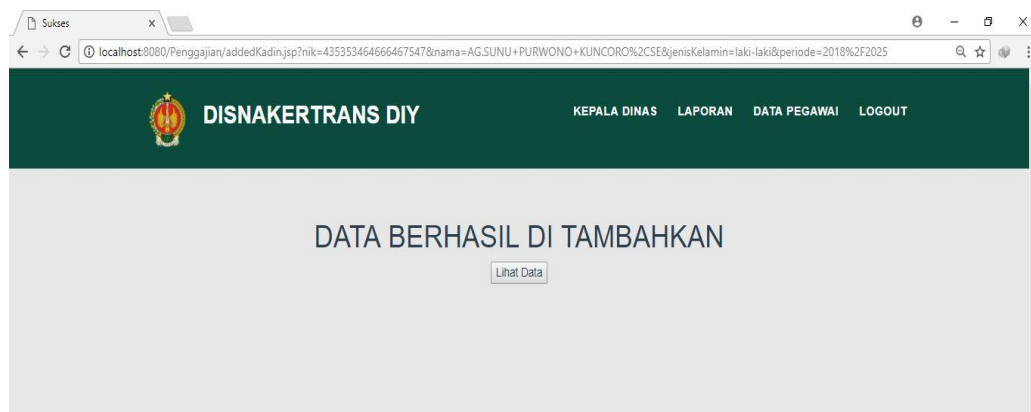 Sukses
localhost:8080/Penggajian/addedKadin.jsp?nik=435353464666467547&nama=AG.SUNU+PURWONO+KUNCORO%2CSE&jenisKelamin=laki-laki&periode=2018%2F2025
DISNAKERTRANS DIY
KEPALA DINAS LAPORAN DATA PEGAWAI LOGOUT
DATA BERHASIL DI TAMBAHKAN
Lihat Data